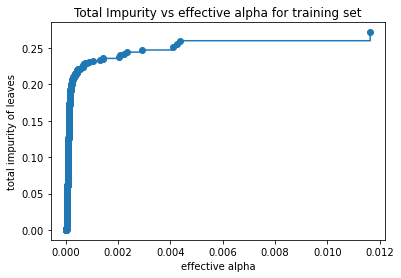 Total Impurity vs effective alpha for training set
total impurity of leaves
0.25
0.20
0.15
0.10
0.05
0.00
0.000 0.002 0.004 0.006 0.008 0.010 0.012
effective alpha